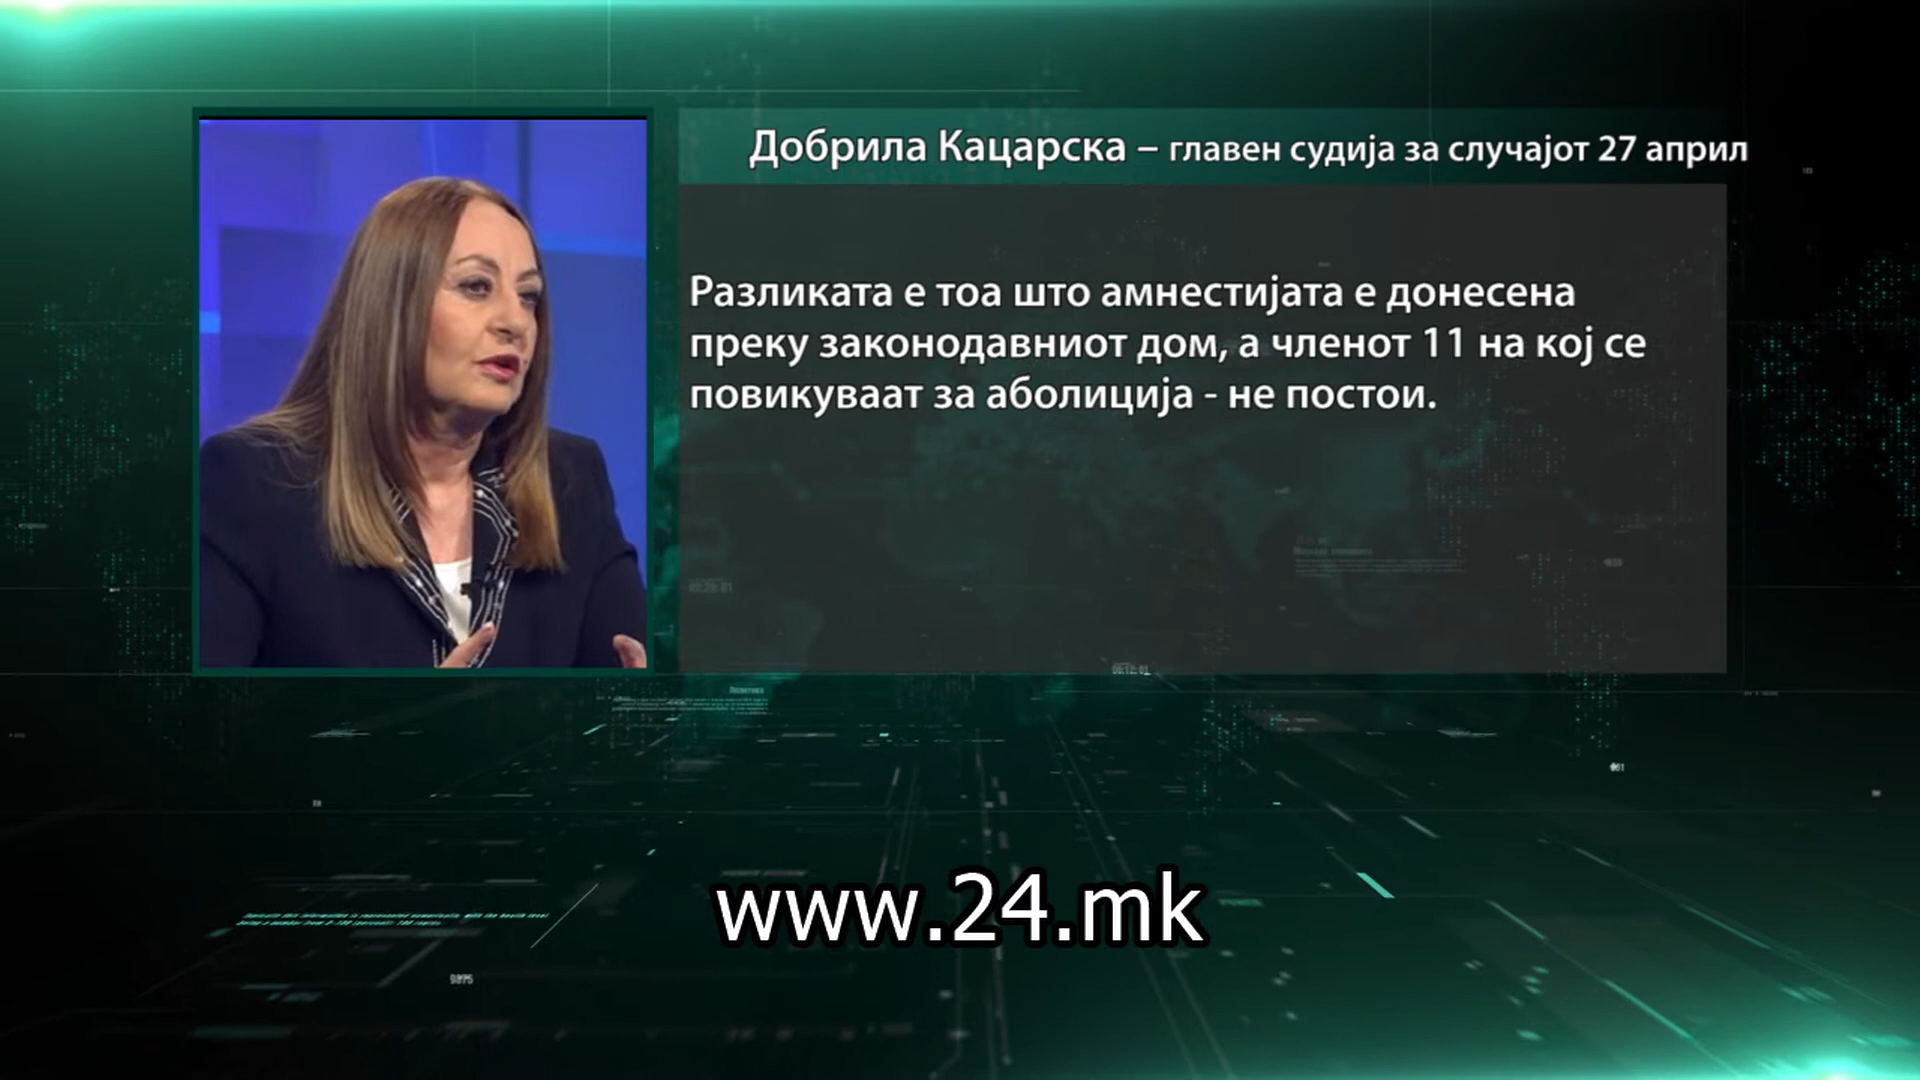 Добрила Кацарска – главен судија за случајот 27 април
Разликата е тоа што амнестијата е донесена
преку законодавниот дом, а членот 11 на кој се
повикуваат за аболиција - не постои.
www.24.mk
9975